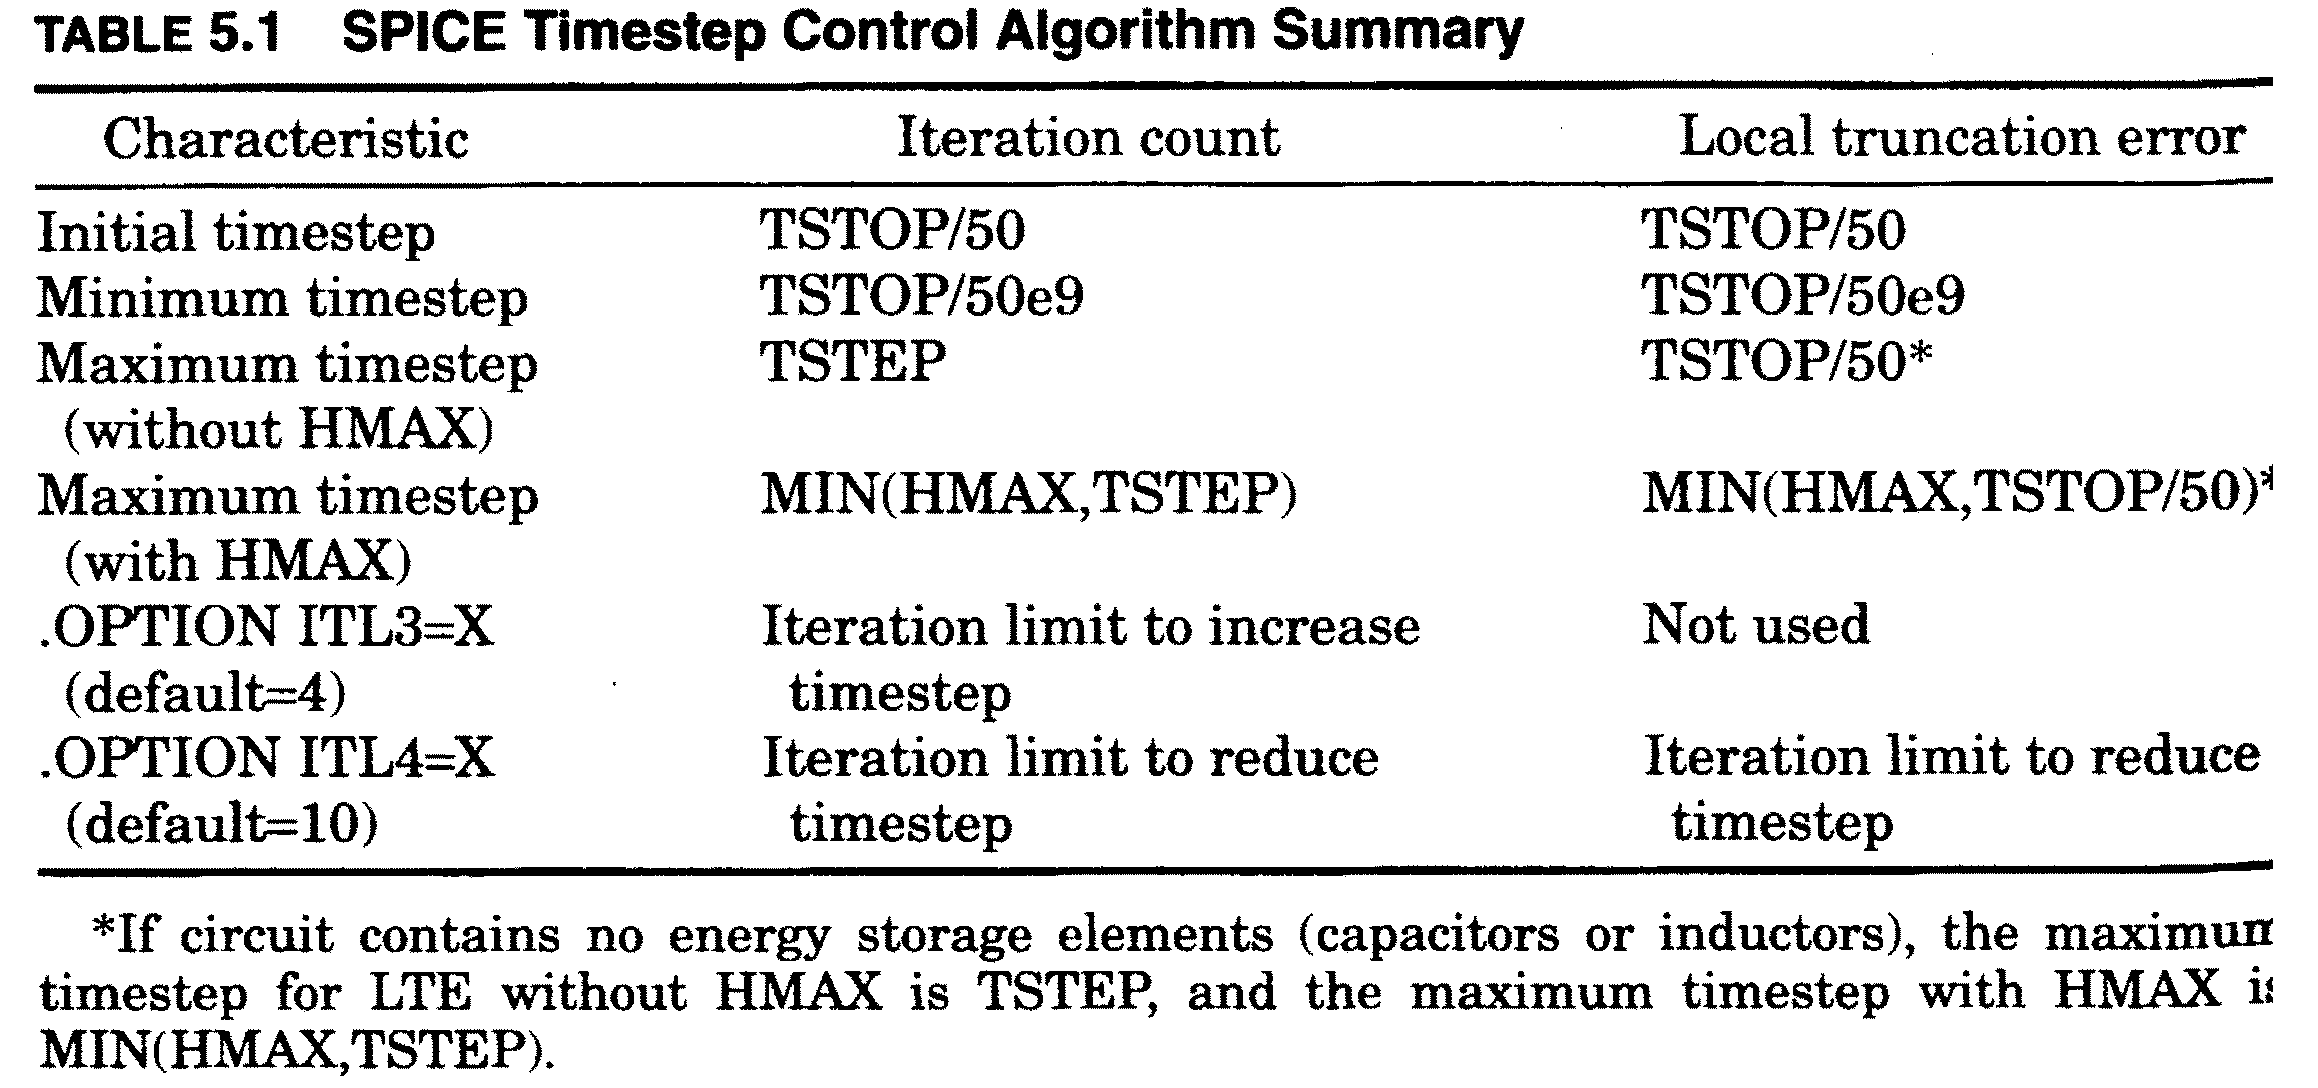 TABLE 5.1 SPICE Timestep Control Algorithm Summary
Characteristic Iteration count Local truncation error
Initial timestep TSTOP/50 TSTOP/50
Minimum timestep TSTOP/50e9 TSTOP/50e9
Maximum timestep TSTEP TSTOP/50*
(without HMAX)
Maximum timestep MIN(HMAX,TSTEP) MIN(HMAX,TSTOP/50)*
(with HMAX)
.OPTION ITL3=X Iteration limit to increase Not used
(default=4) timestep
.OPTION ITL4=X Iteration limit to reduce Iteration limit to reduce
(default=10) timestep timestep
*If circuit contains no energy storage elements (capacitors or inductors), the maximum
timestep for LTE without HMAX is TSTEP, and the maximum timestep with HMAX is
MIN(HMAX,TSTEP).